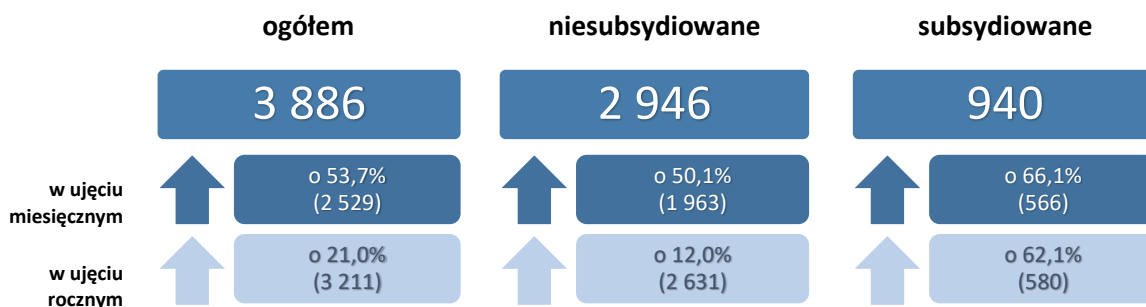 ogółem
niesubsydiowane
subsydiowane
3 886
2 946
940
w ujęciu
miesięcznym
o 53,7%
(2 529)
o 50,1%
(1 963)
o 66,1%
(566)
w ujęciu
rocznym
o 21,0%
(3 211)
o 12,0%
(2 631)
o 62,1%
(580)